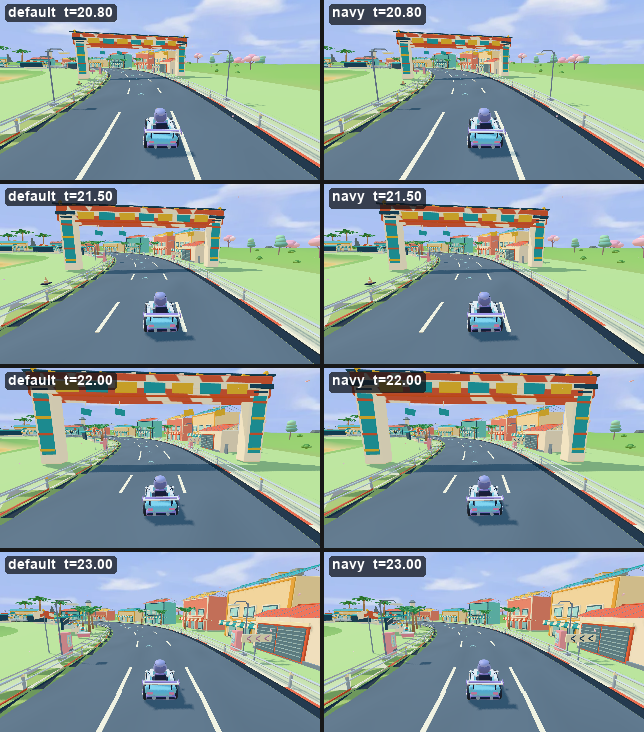 default t=20.80
navy t=20.80
default t=21.50
navy t=21.50
default t=22.00
navy t=22.00
default t=23.00
navy t=23.00
<<<
<<<